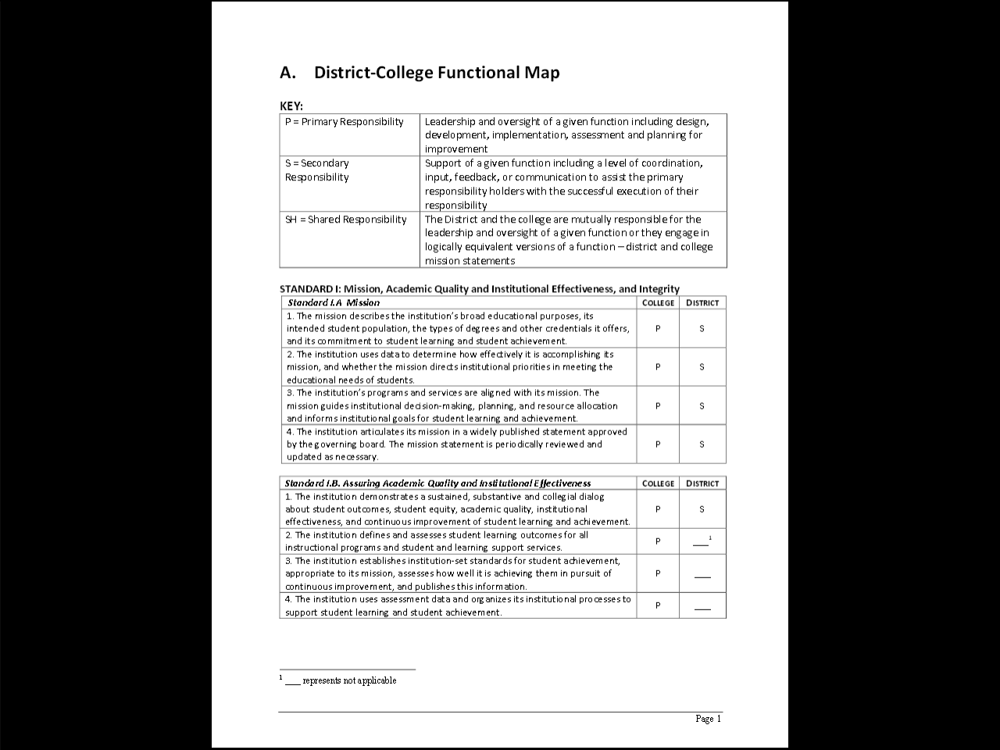 A. District-College Functional Map
KEY:
P = Primary Responsibility
Leadership and oversight of a given function including design,
development, implementation, assessment and planning for
improvement
S = Secondary
Responsibility
Support of a given function including a level of coordination,
input, feedback, or communication to assist the primary
responsibility holders with the successful execution of their
responsibility
SH = Shared Responsibility
The District and the college are mutually responsible for the
leadership and oversight of a given function or they engage in
logically equivalent versions of a function – district and college
mission statements
STANDARD I: Mission, Academic Quality and Institutional Effectiveness, and Integrity
Standard I.A Mission COLLEGE DISTRICT
1. The mission describes the institution's broad educational purposes, its
intended student population, the types of degrees and other credentials it offers,
and its commitment to student learning and student achievement.
P S
2. The institution uses data to determine how effectively it is accomplishing its
mission, and whether the mission directs institutional priorities in meeting the
educational needs of students.
P S
3. The institution's programs and services are aligned with its mission. The
mission guides institutional decision-making, planning, and resource allocation
and informs institutional goals for student learning and achievement.
P S
4. The institution articulates its mission in a widely published statement approved
by the governing board. The mission statement is periodically reviewed and
updated as necessary.
P S
Standard I.B. Assuring Academic Quality and Institutional Effectiveness COLLEGE DISTRICT
1. The institution demonstrates a sustained, substantive and collegial dialog
about student outcomes, student equity, academic quality, institutional
effectiveness, and continuous improvement of student learning and achievement.
P S
2. The institution defines and assesses student learning outcomes for all
instructional programs and student and learning support services.
P ___1
3. The institution establishes institution-set standards for student achievement,
appropriate to its mission, assesses how well it is achieving them in pursuit of
continuous improvement, and publishes this information.
P ___
4. The institution uses assessment data and organizes its institutional processes to
support student learning and student achievement.
P ___
1 ___ represents not applicable
Page 1